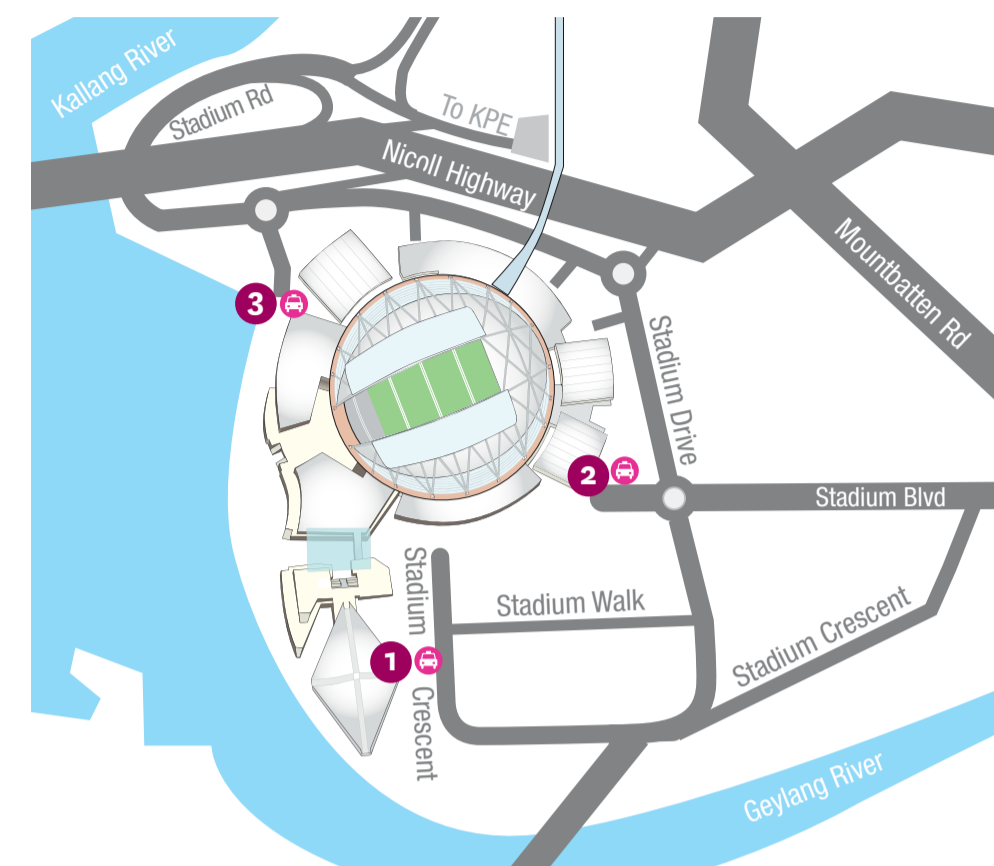 Kallang River
Stadium Rd
To KPE
Nicoll Highway
Mountbatten Rd
3
Stadium Drive
2
Stadium Blvd
Stadium Crescent
Stadium Walk
Stadium Crescent
1
Geylang River